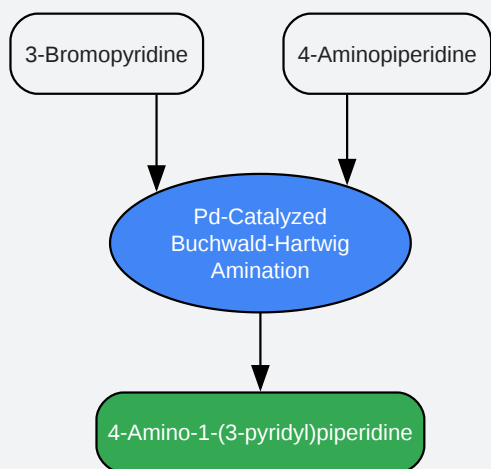 3-Bromopyridine
4-Aminopiperidine
Pd-Catalyzed
Buchwald-Hartwig
Amination
4-Amino-1-(3-pyridyl)piperidine